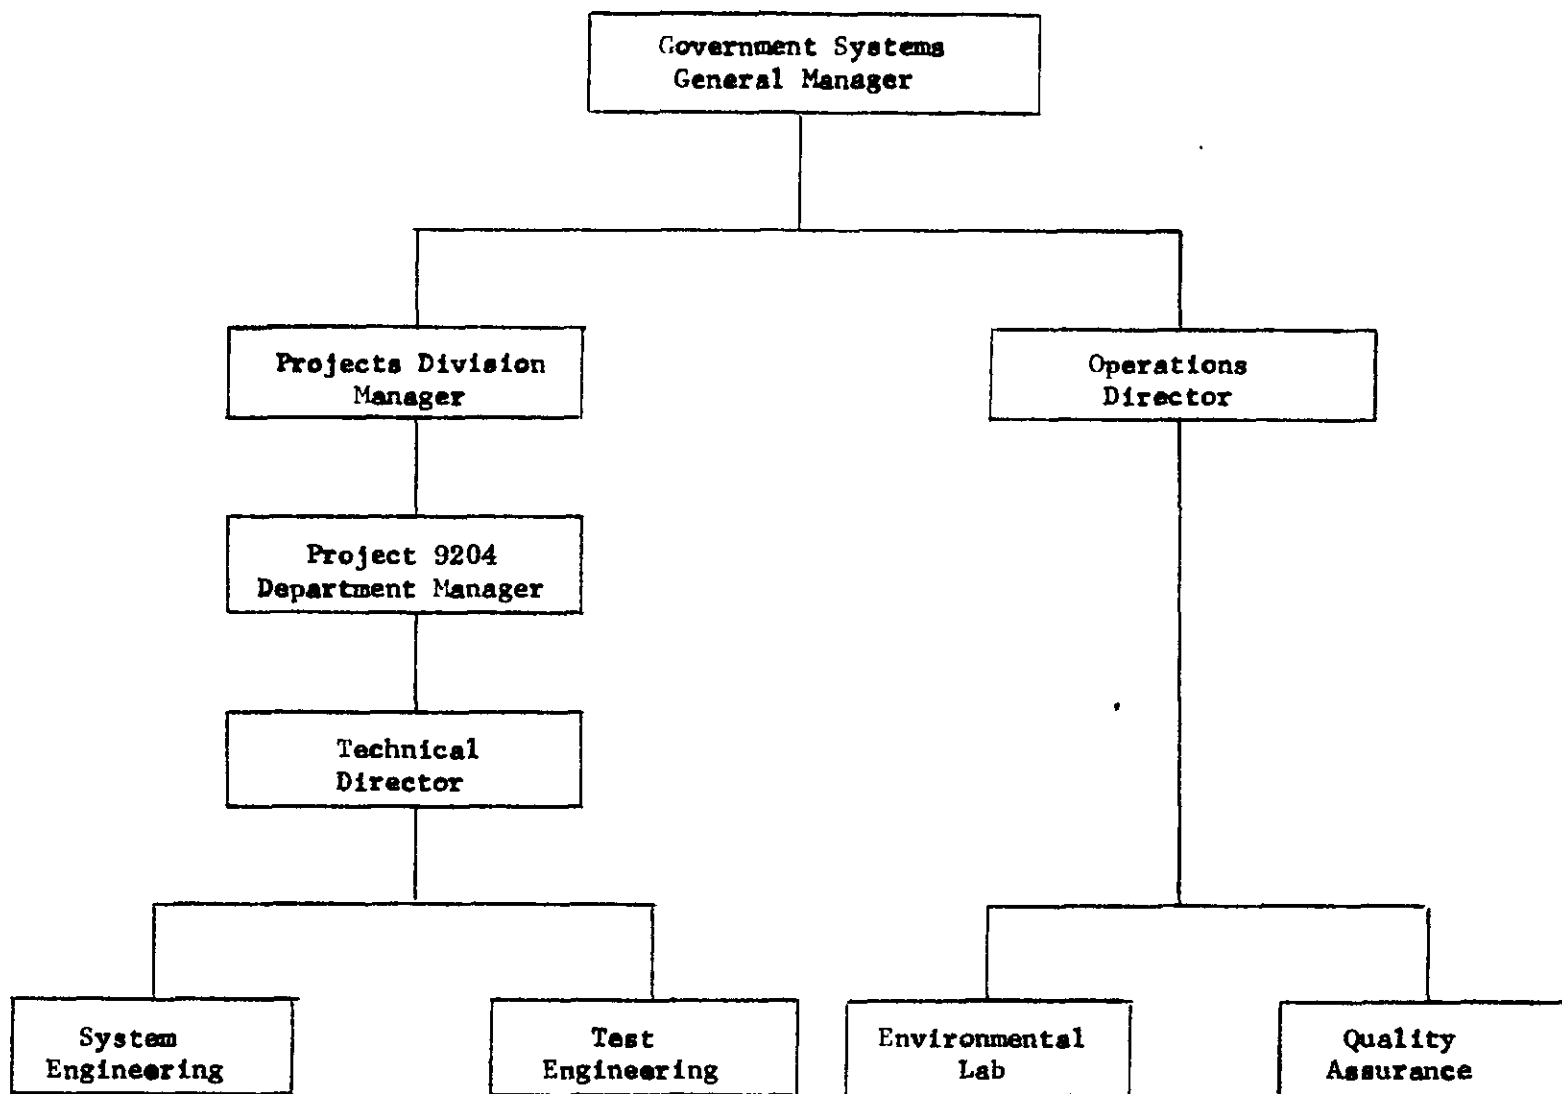 Government Systems
General Manager
Projects Division
Manager
Operations
Director
Project 9204
Department Manager
Technical
Director
System
Engineering
Test
Engineering
Environmental
Lab
Quality
Assurance